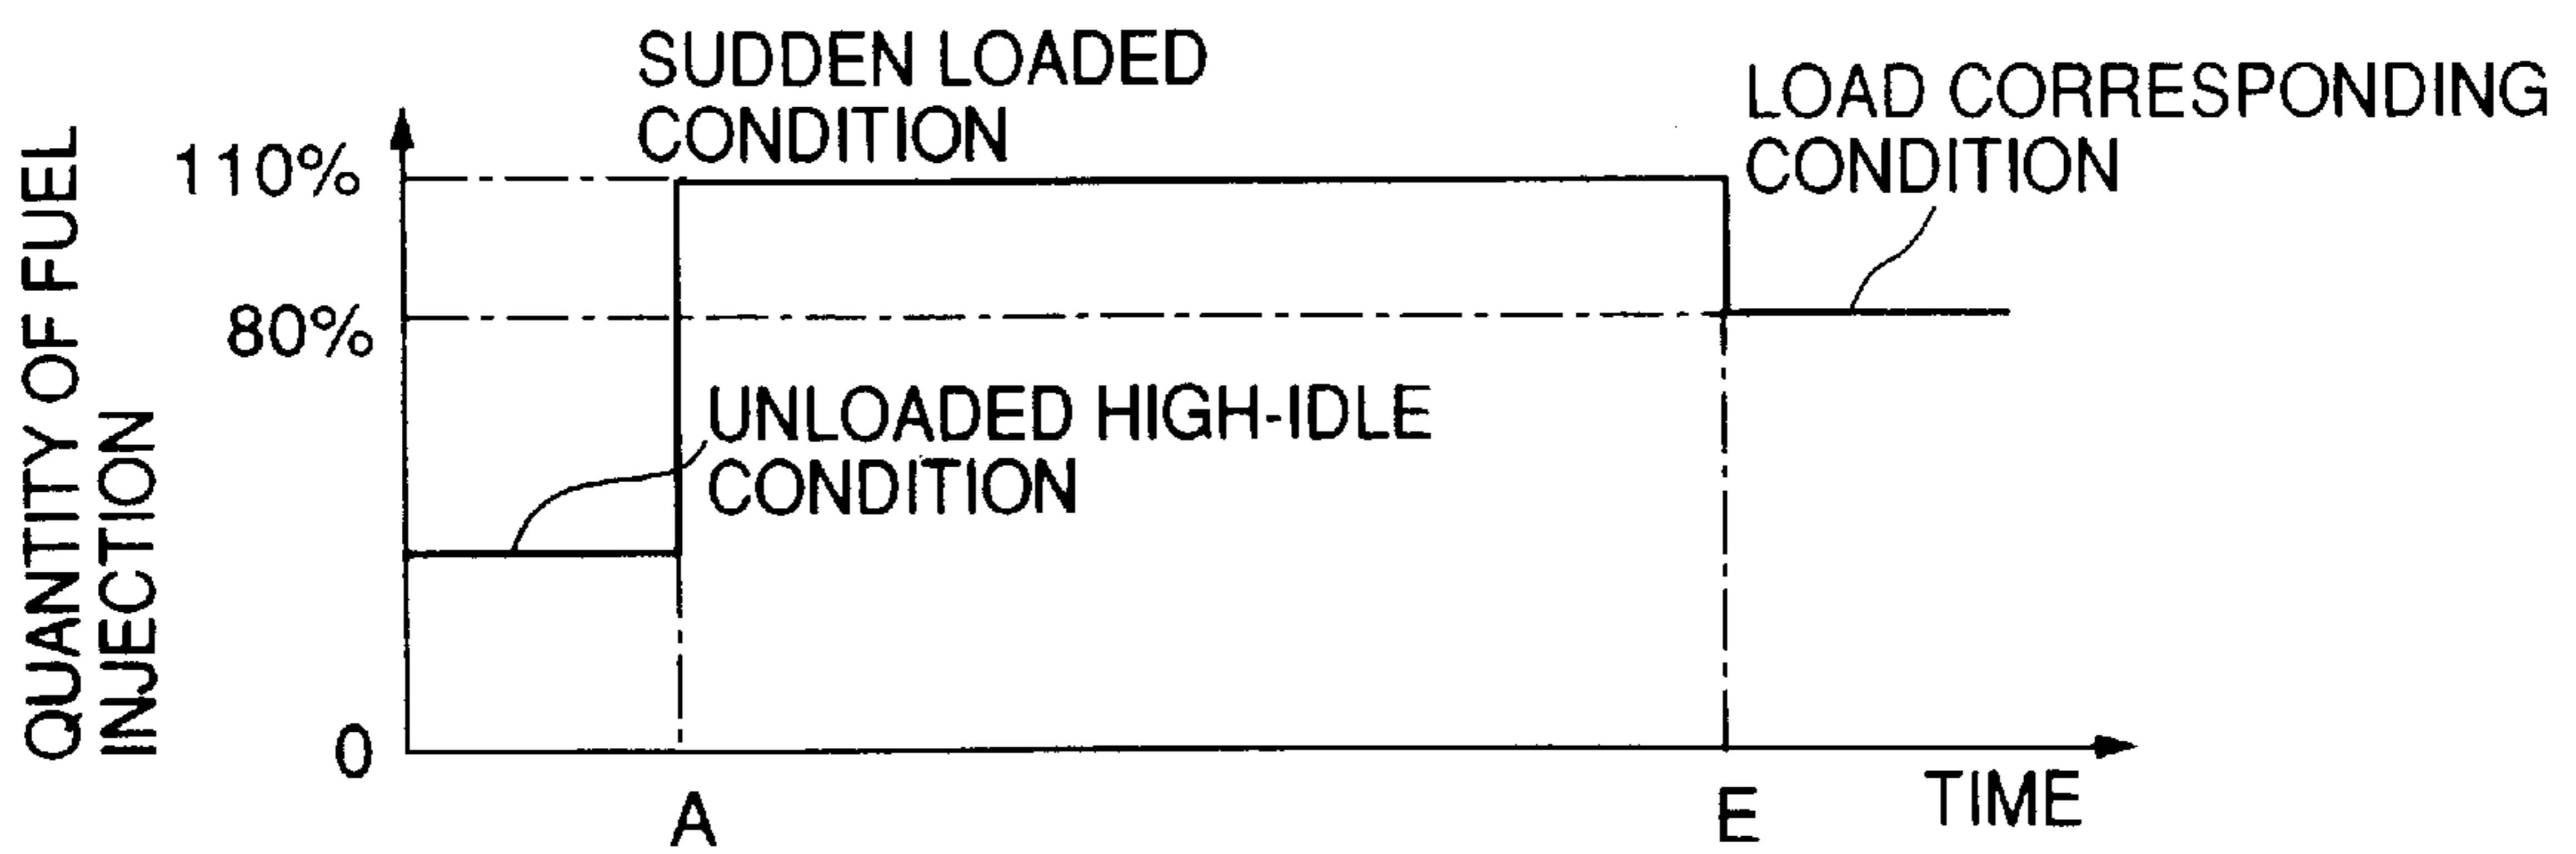 SUDDEN LOADED
CONDITION
LOAD CORRESPONDING
CONDITION
QUANTITY OF FUEL
INJECTION
110%
80%
UNLOADED HIGH-IDLE
CONDITION
0
A
E
TIME